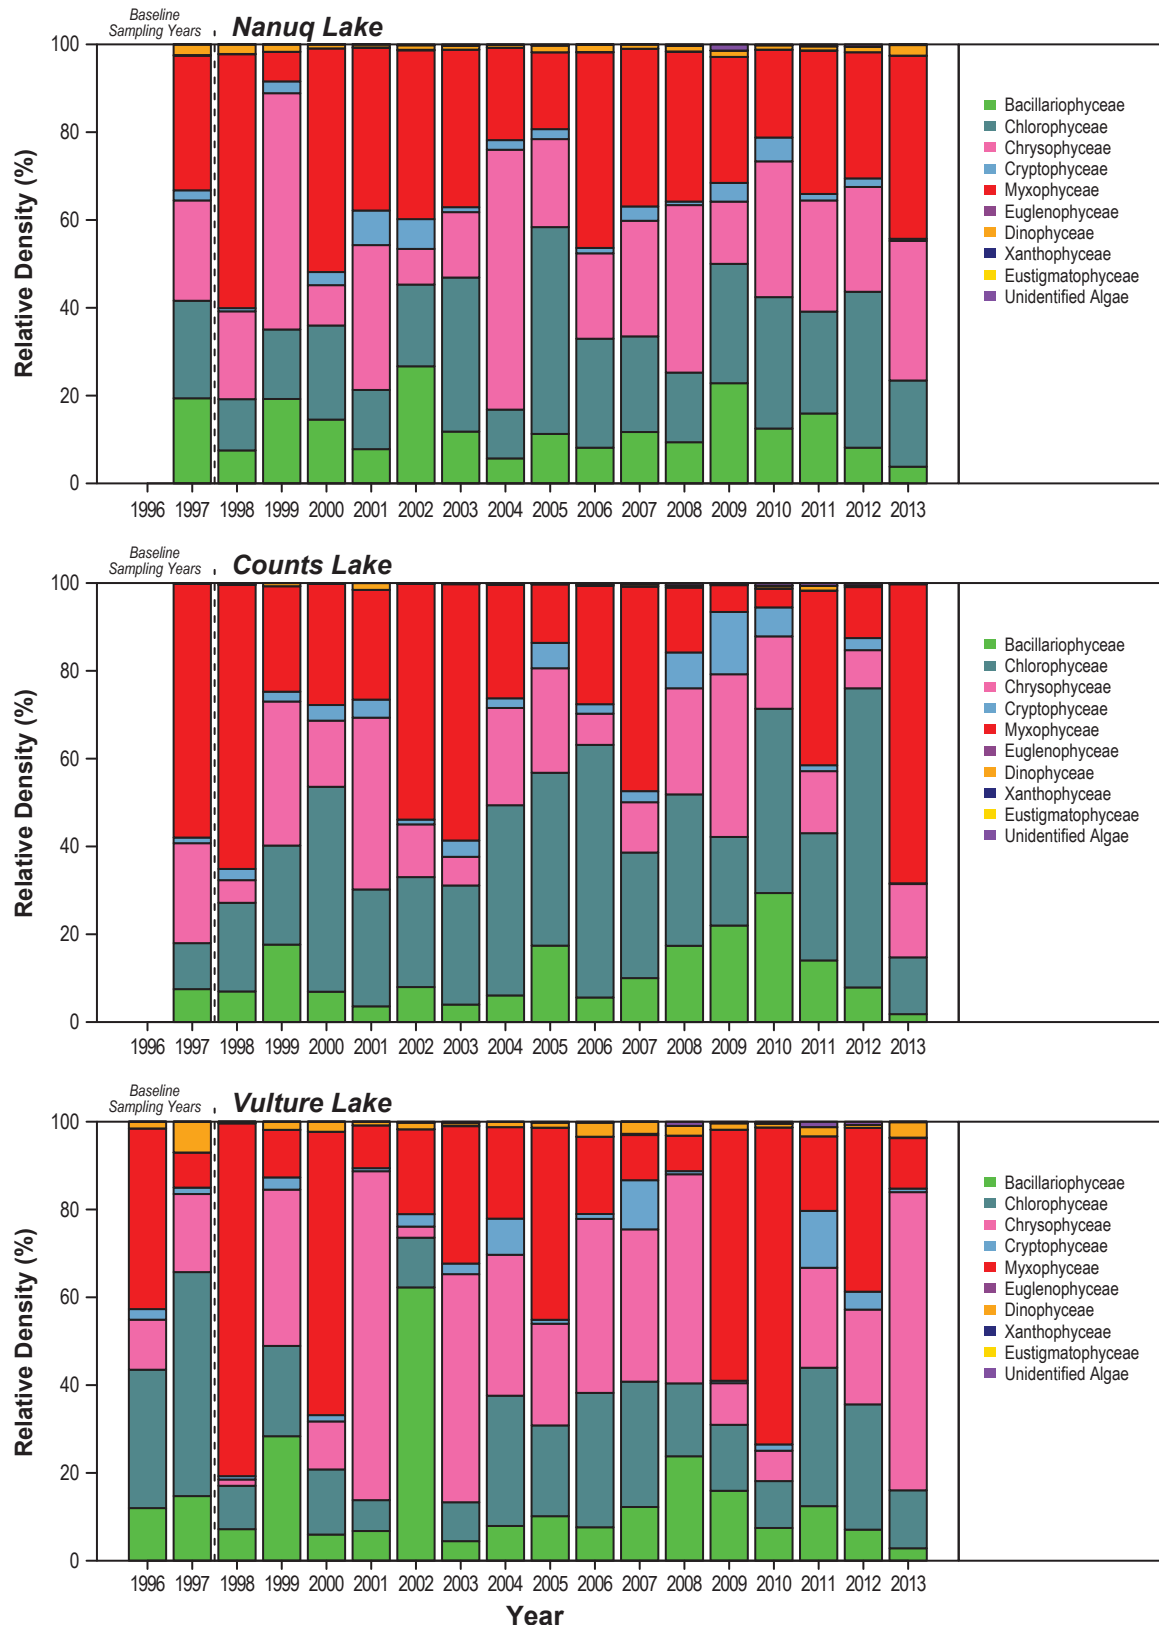 Baseline
Sampling Years
Nanuq Lake
Relative Density (%)
100
80
60
40
20
0
1996 1997 1998 1999 2000 2001 2002 2003 2004 2005 2006 2007 2008 2009 2010 2011 2012 2013
Bacillariophyceae
Chlorophyceae
Chrysophyceae
Cryptophyceae
Myxophyceae
Euglenophyceae
Dinophyceae
Xanthophyceae
Eustigmatophyceae
Unidentified Algae
Baseline
Sampling Years
Counts Lake
Relative Density (%)
100
80
60
40
20
0
1996 1997 1998 1999 2000 2001 2002 2003 2004 2005 2006 2007 2008 2009 2010 2011 2012 2013
Bacillariophyceae
Chlorophyceae
Chrysophyceae
Cryptophyceae
Myxophyceae
Euglenophyceae
Dinophyceae
Xanthophyceae
Eustigmatophyceae
Unidentified Algae
Baseline
Sampling Years
Vulture Lake
Relative Density (%)
100
80
60
40
20
0
1996 1997 1998 1999 2000 2001 2002 2003 2004 2005 2006 2007 2008 2009 2010 2011 2012 2013
Bacillariophyceae
Chlorophyceae
Chrysophyceae
Cryptophyceae
Myxophyceae
Euglenophyceae
Dinophyceae
Xanthophyceae
Eustigmatophyceae
Unidentified Algae
Year